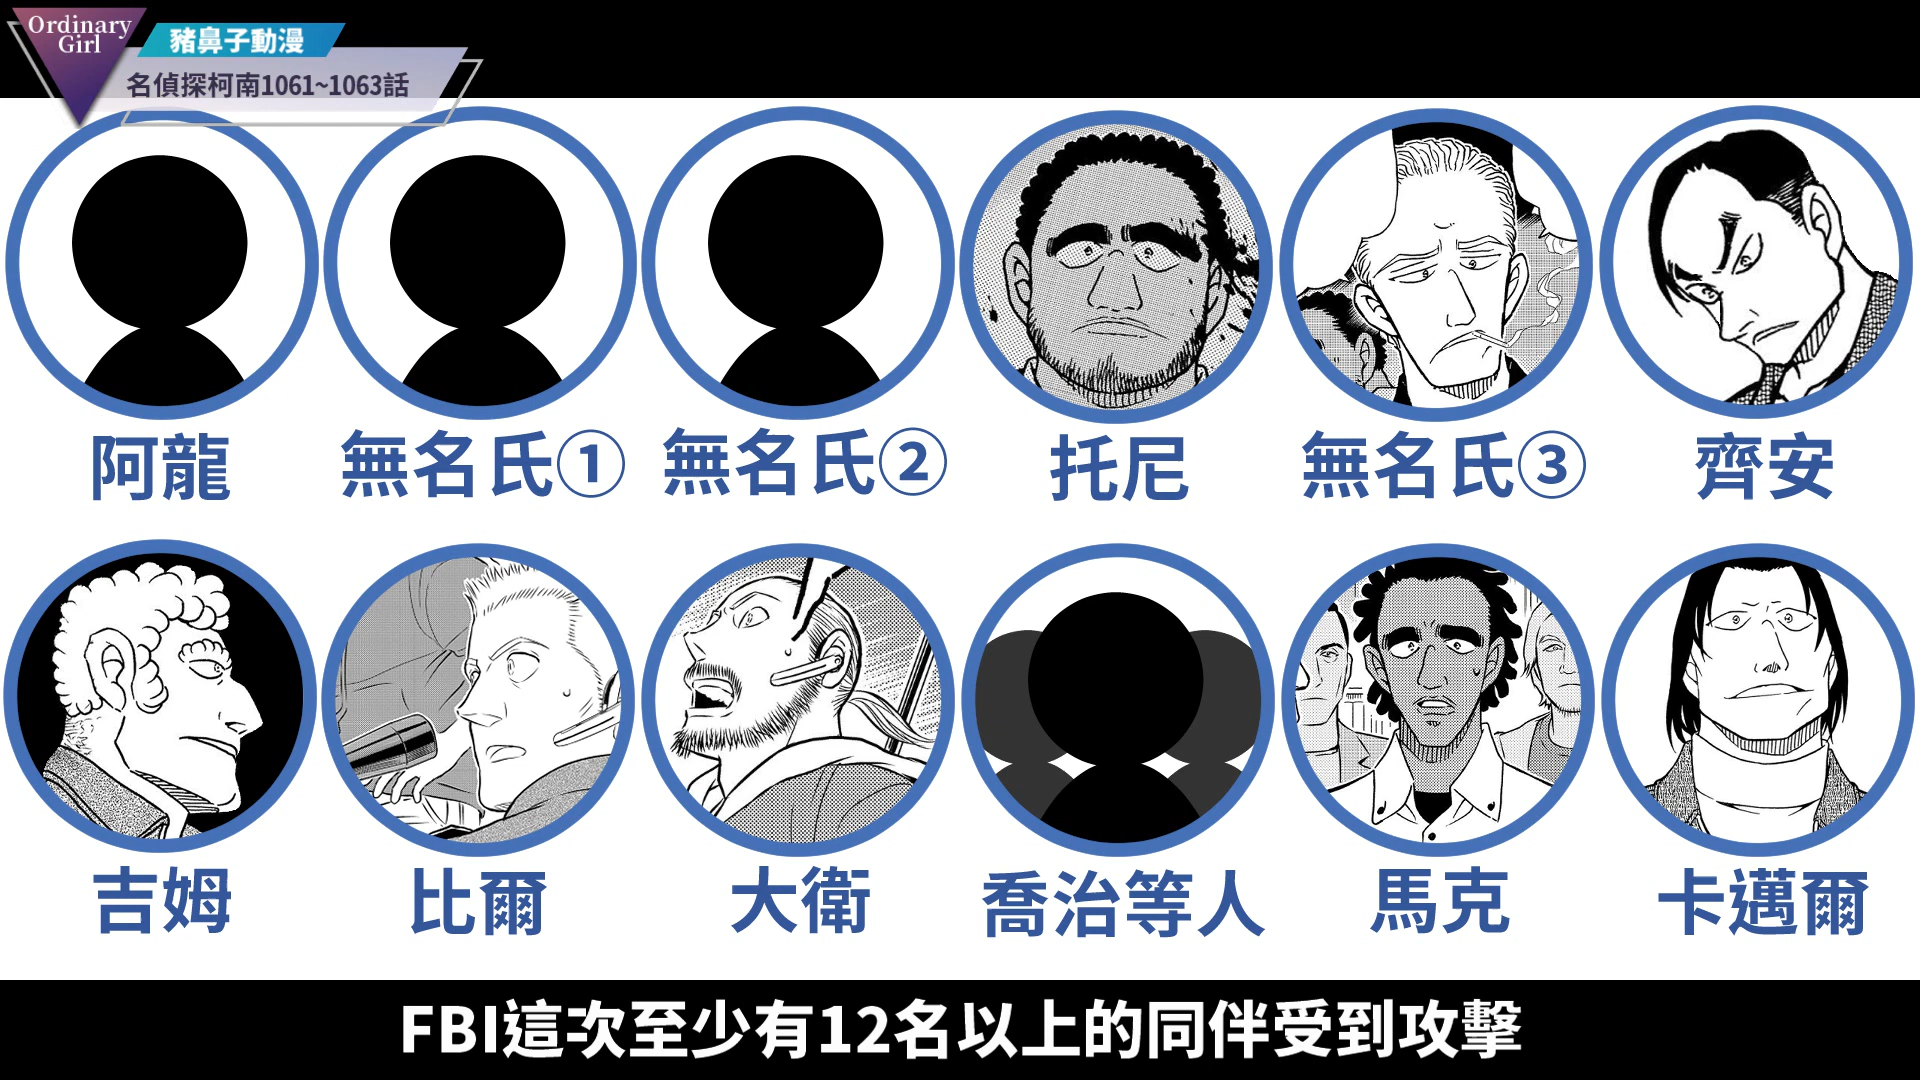 Ordinary
Girl
豬鼻子動漫
名偵探柯南1061~1063話
阿龍
無名氏①
無名氏②
托尼
無名氏③
齊安
吉姆
比爾
大衛
喬治等人
馬克
卡邁爾
FBI這次至少有12名以上的同伴受到攻擊